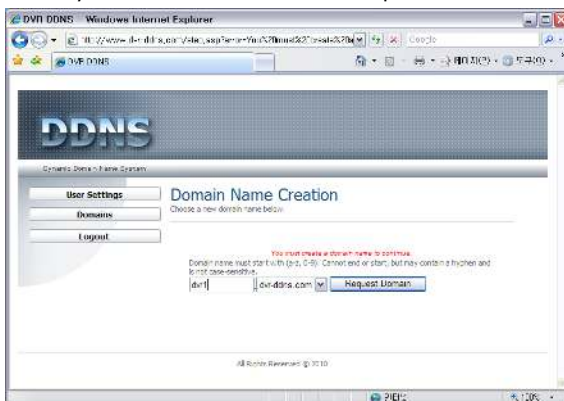 DVR DDNS - Windows Internet Explorer
DVR DDNS
DDNS
Dynamic Domain Name System
User Settings
Domains
Logout
Domain Name Creation
Choose a new domain name below
You must create a domain name to continue.
Domain name must start with (a-z, 0-9). Cannot end or start, but may contain a hyphen and
is not case-sensitive.
dvr1 .dvr-ddns.com Request Domain
All Rights Reserved © 2010
100%